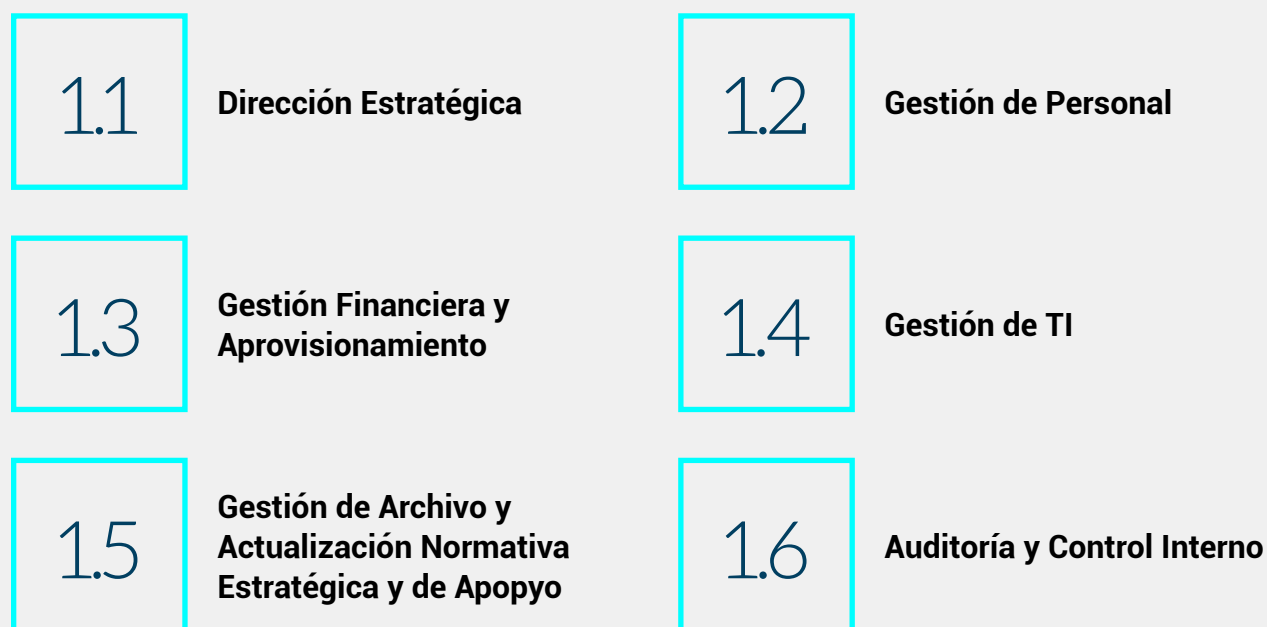 1.1
Dirección Estratégica
1.2
Gestión de Personal
1.3
Gestión Financiera y
Aprovisionamiento
1.4
Gestión de TI
1.5
Gestión de Archivo y
Actualización Normativa
Estratégica y de Apopyo
1.6
Auditoría y Control Interno